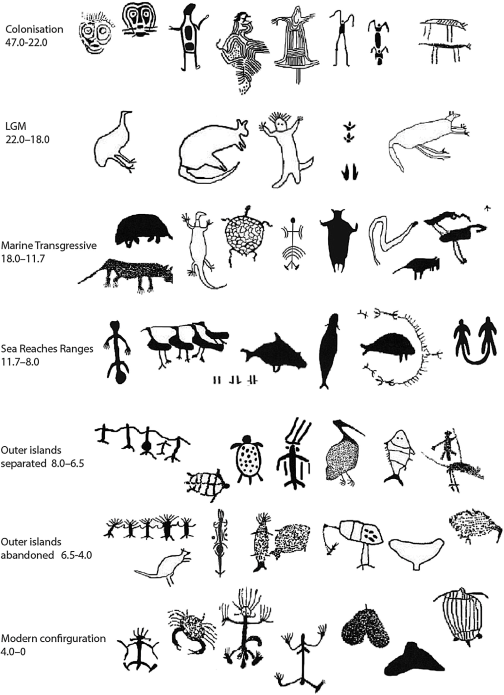 Colonisation
47.0-22.0
LGM
22.0–18.0
Marine Transgressive
18.0–11.7
Sea Reaches Ranges
11.7–8.0
Outer islands
separated 8.0–6.5
Outer islands
abandoned 6.5-4.0
Modern confirguration
4.0–0